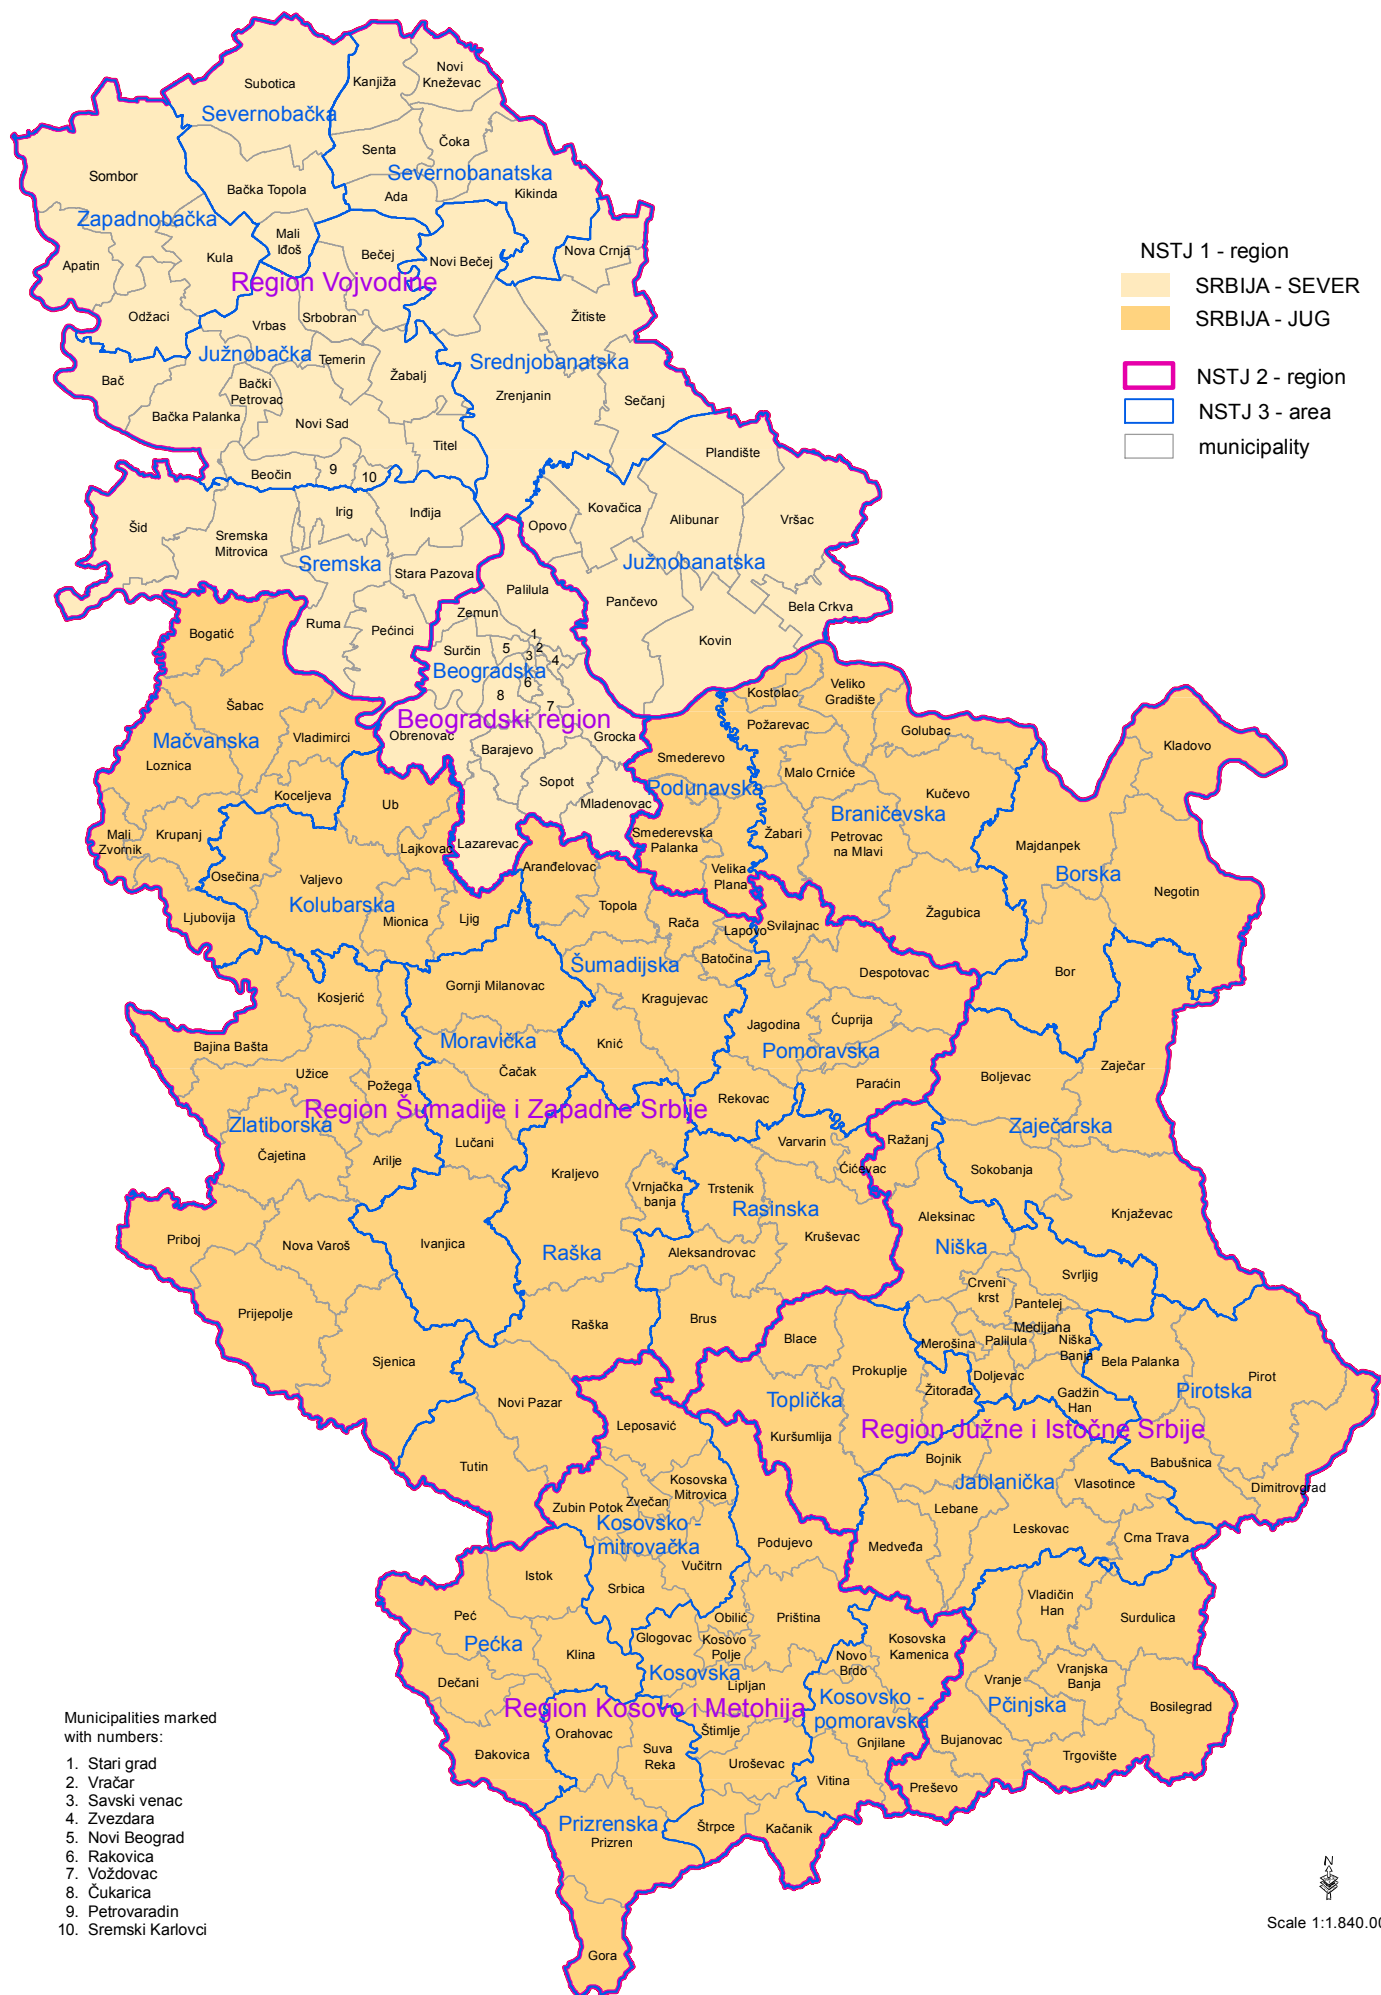 Subotica
Kanjiža
Novi
Kneževac
Severnobačka
Senta
Čoka
Severnobanatska
Sombor
Bačka Topola
Ada
Kikinda
Zapadnobačka
Mali
Iđoš
Bečej
Novi Bečej
Nova Crnja
Apatin
Kula
Region Vojvodine
Odžaci
Vrbas
Srbobran
Žitište
Južnobačka
Temerin
Srednjobanatska
Bač
Bački
Petrovac
Žabalj
Zrenjanin
Sečanj
Bačka Palanka
Novi Sad
Titel
Plandište
Beočin
9
10
Šid
Sremska
Mitrovica
Irig
Inđija
Opovo
Kovačica
Alibunar
Vršac
Sremska
Stara Pazova
Južnobanatska
Palilula
Pančevo
Bela Crkva
Ruma
Pećinci
Zemun
Kovin
Bogatić
Surčin
1
2
3
4
5
6
7
8
Beogradska
Beogradski region
Obrenovac
Barajevo
Grocka
Sopot
Mladenovac
Lazarevac
Šabac
Mačvanska
Vladimirci
Loznica
Koceljeva
Ub
Mali
Zvornik
Krupanj
Lajkovac
Osečina
Valjevo
Kolubarska
Mionica
Ljig
Ljubovija
Kostolac
Veliko
Gradište
Požarevac
Golubac
Kladovo
Smederevo
Podunavska
Malo Crniće
Kučevo
Braničevska
Smederevska
Palanka
Žabari
Petrovac
na Mlavi
Majdanpek
Borska
Velika
Plana
Negotin
Aranđelovac
Topola
Rača
Lapovo
Svilajnac
Žagubica
Šumadijska
Batočina
Despotovac
Bor
Kosjerić
Gornji Milanovac
Kragujevac
Jagodina
Ćuprija
Bajina Bašta
Moravička
Knić
Pomoravska
Užice
Požega
Čačak
Paraćin
Boljevac
Zaječar
Region Šumadije i Zapadne Srbije
Rekovac
Zlatiborska
Zaječarska
Lučani
Varvarin
Ražanj
Čajetina
Arilje
Kraljevo
Vrnjačka
banja
Trstenik
Ćićevac
Sokobanja
Rasinska
Aleksinac
Knjaževac
Priboj
Nova Varoš
Ivanjica
Raška
Aleksandrovac
Kruševac
Niška
Crveni
krst
Svrljig
Pantelej
Prijepolje
Raška
Brus
Blace
Medijana
Merošina
Palilula
Niška
Banja
Bela Palanka
Sjenica
Prokuplje
Doljevac
Pirot
Toplička
Žitorađa
Gadžin
Han
Pirotska
Novi Pazar
Leposavić
Kuršumlija
Region Južne i Istočne Srbije
Tutin
Bojnik
Babušnica
Kosovska
Mitrovica
Jablanička
Vlasotince
Dimitrovgrad
Zubin Potok
Zvečan
Lebane
Kosovsko -
mitrovačka
Podujevo
Medveđa
Leskovac
Crna Trava
Istok
Vučitrn
Srbica
Vladičin
Han
Surdulica
Peć
Obilić
Priština
Pećka
Klina
Glogovac
Kosovo
Polje
Kosovska
Kamenica
Novo
Brdo
Kosovska
Dečani
Lipljan
Vranje
Vranjska
Banja
Kosovsko -
pomoravska
Pčinjska
Bosilegrad
Region Kosovo i Metohija
Orahovac
Štimlje
Gnjilane
Bujanovac
Đakovica
Suva
Reka
Uroševac
Trgovište
Vitina
Preševo
Prizrenska
Prizren
Štrpce
Kačanik
Gora
NSTJ 1 - region
SRBIJA - SEVER
SRBIJA - JUG
NSTJ 2 - region
NSTJ 3 - area
municipality
Municipalities marked
with numbers:
1. Stari grad
2. Vračar
3. Savski venac
4. Zvezdara
5. Novi Beograd
6. Rakovica
7. Voždovac
8. Čukarica
9. Petrovaradin
10. Sremski Karlovci
N
Scale 1:1.840.00